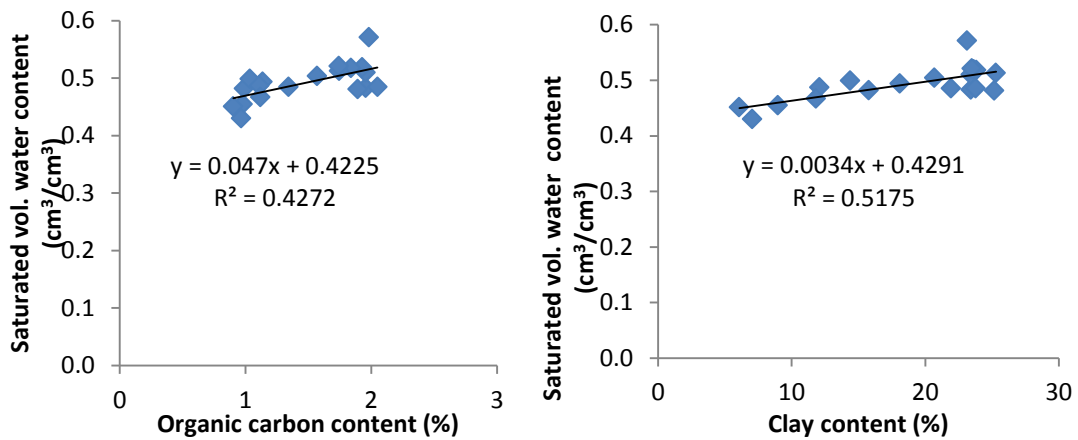 Saturated vol. water content
(cm³/cm³)
0.6
0.5
0.4
0.3
0.2
0.1
0.0
y = 0.047x + 0.4225
R² = 0.4272
0
1
2
3
Organic carbon content (%)
Saturated vol. water content
(cm³/cm³)
0.6
0.5
0.4
0.3
0.2
0.1
0.0
y = 0.0034x + 0.4291
R² = 0.5175
0
10
20
30
Clay content (%)